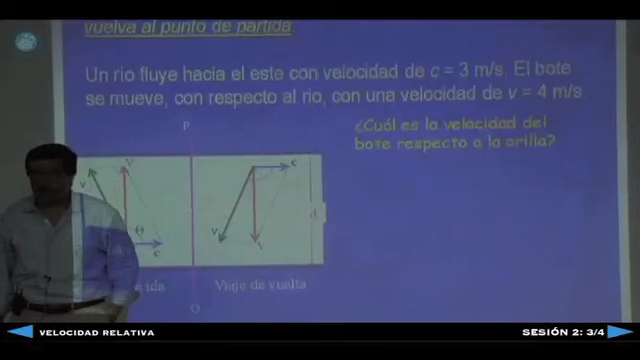 vuelva al punto de partida.
Un río fluye hacia el este con velocidad de c = 3 m/s. El bote
se mueve, con respecto al rio, con una velocidad de v = 4 m/s
¿Cuál es la velocidad del
bote respecto a la orilla?
P
v V c
Θ c
v V d
ida Viaje de vuelta
O
VELOCIDAD RELATIVA SESIÓN 2: 3/4